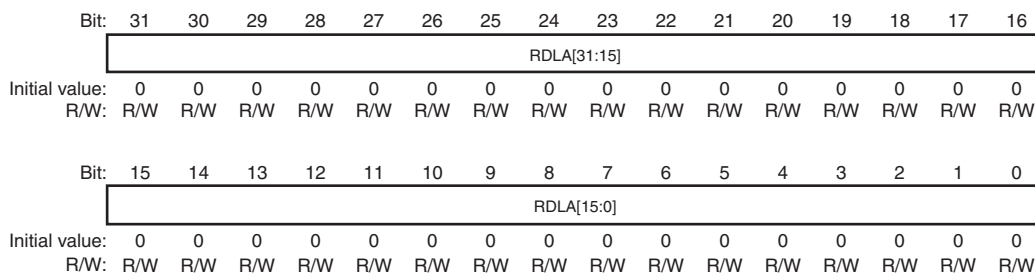 Bit: 31 30 29 28 27 26 25 24 23 22 21 20 19 18 17 16
RDLA[31:15]
Initial value: 0 0 0 0 0 0 0 0 0 0 0 0 0 0 0 0
R/W: R/W R/W R/W R/W R/W R/W R/W R/W R/W R/W R/W R/W R/W R/W R/W R/W
Bit: 15 14 13 12 11 10 9 8 7 6 5 4 3 2 1 0
RDLA[15:0]
Initial value: 0 0 0 0 0 0 0 0 0 0 0 0 0 0 0 0
R/W: R/W R/W R/W R/W R/W R/W R/W R/W R/W R/W R/W R/W R/W R/W R/W R/W